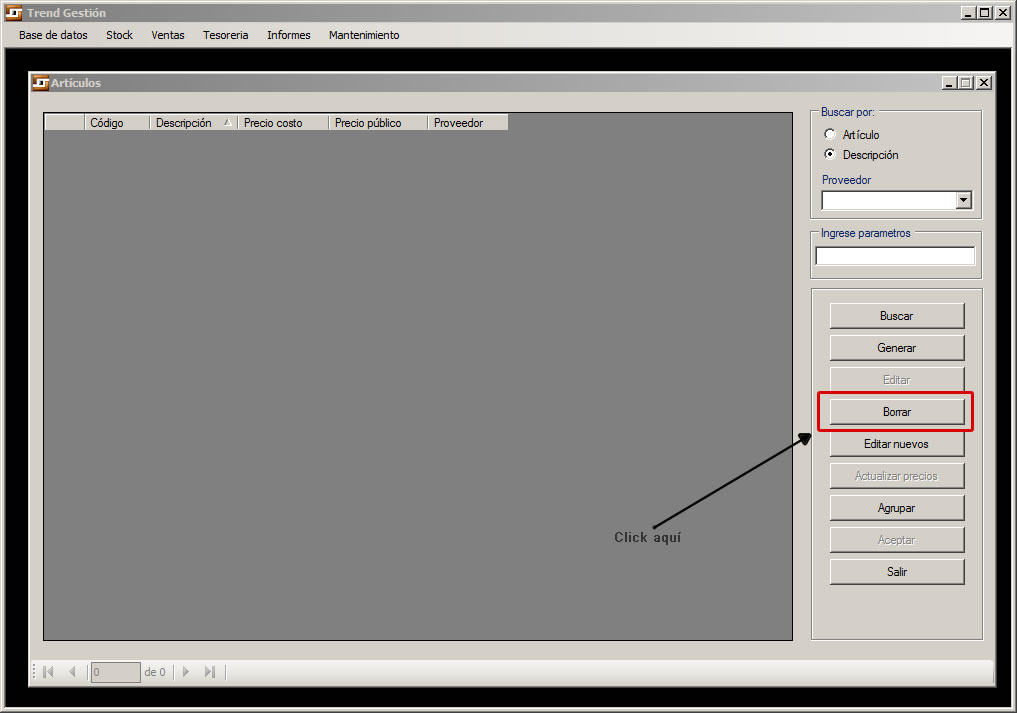 Trend Gestión
Base de datos Stock Ventas Tesoreria Informes Mantenimiento
Artículos
Código Descripción Precio costo Precio público Proveedor
Buscar por:
Artículo
Descripción
Proveedor
Ingrese parametros
Buscar
Generar
Editar
Borrar
Editar nuevos
Actualizar precios
Agrupar
Aceptar
Salir
Click aquí
0 de 0